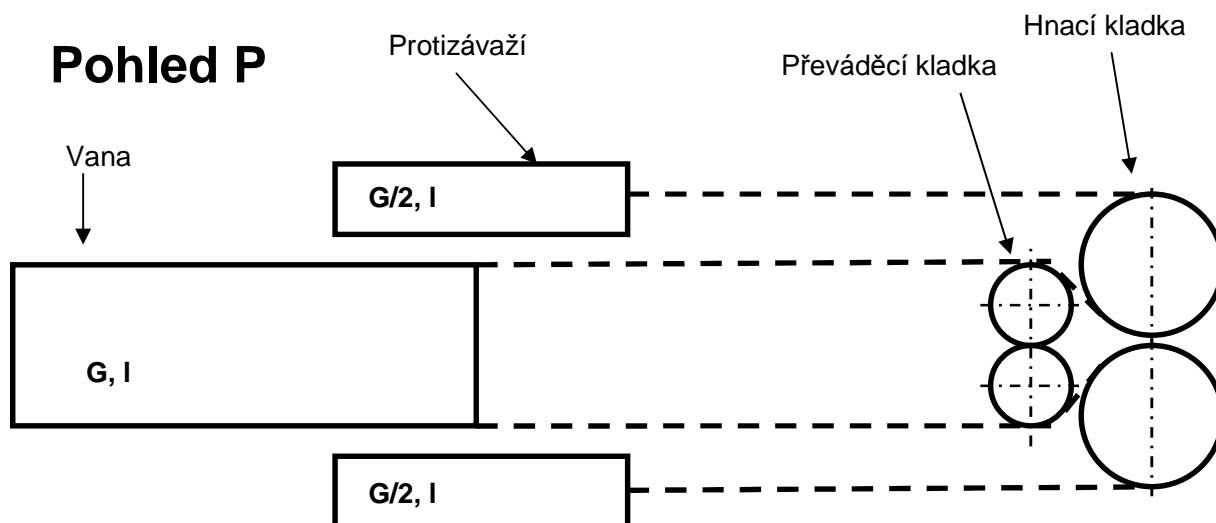 Hnací kladka
Protizávaží
Pohled P
Převáděcí kladka
Vana
G/2, I
G, I
G/2, I